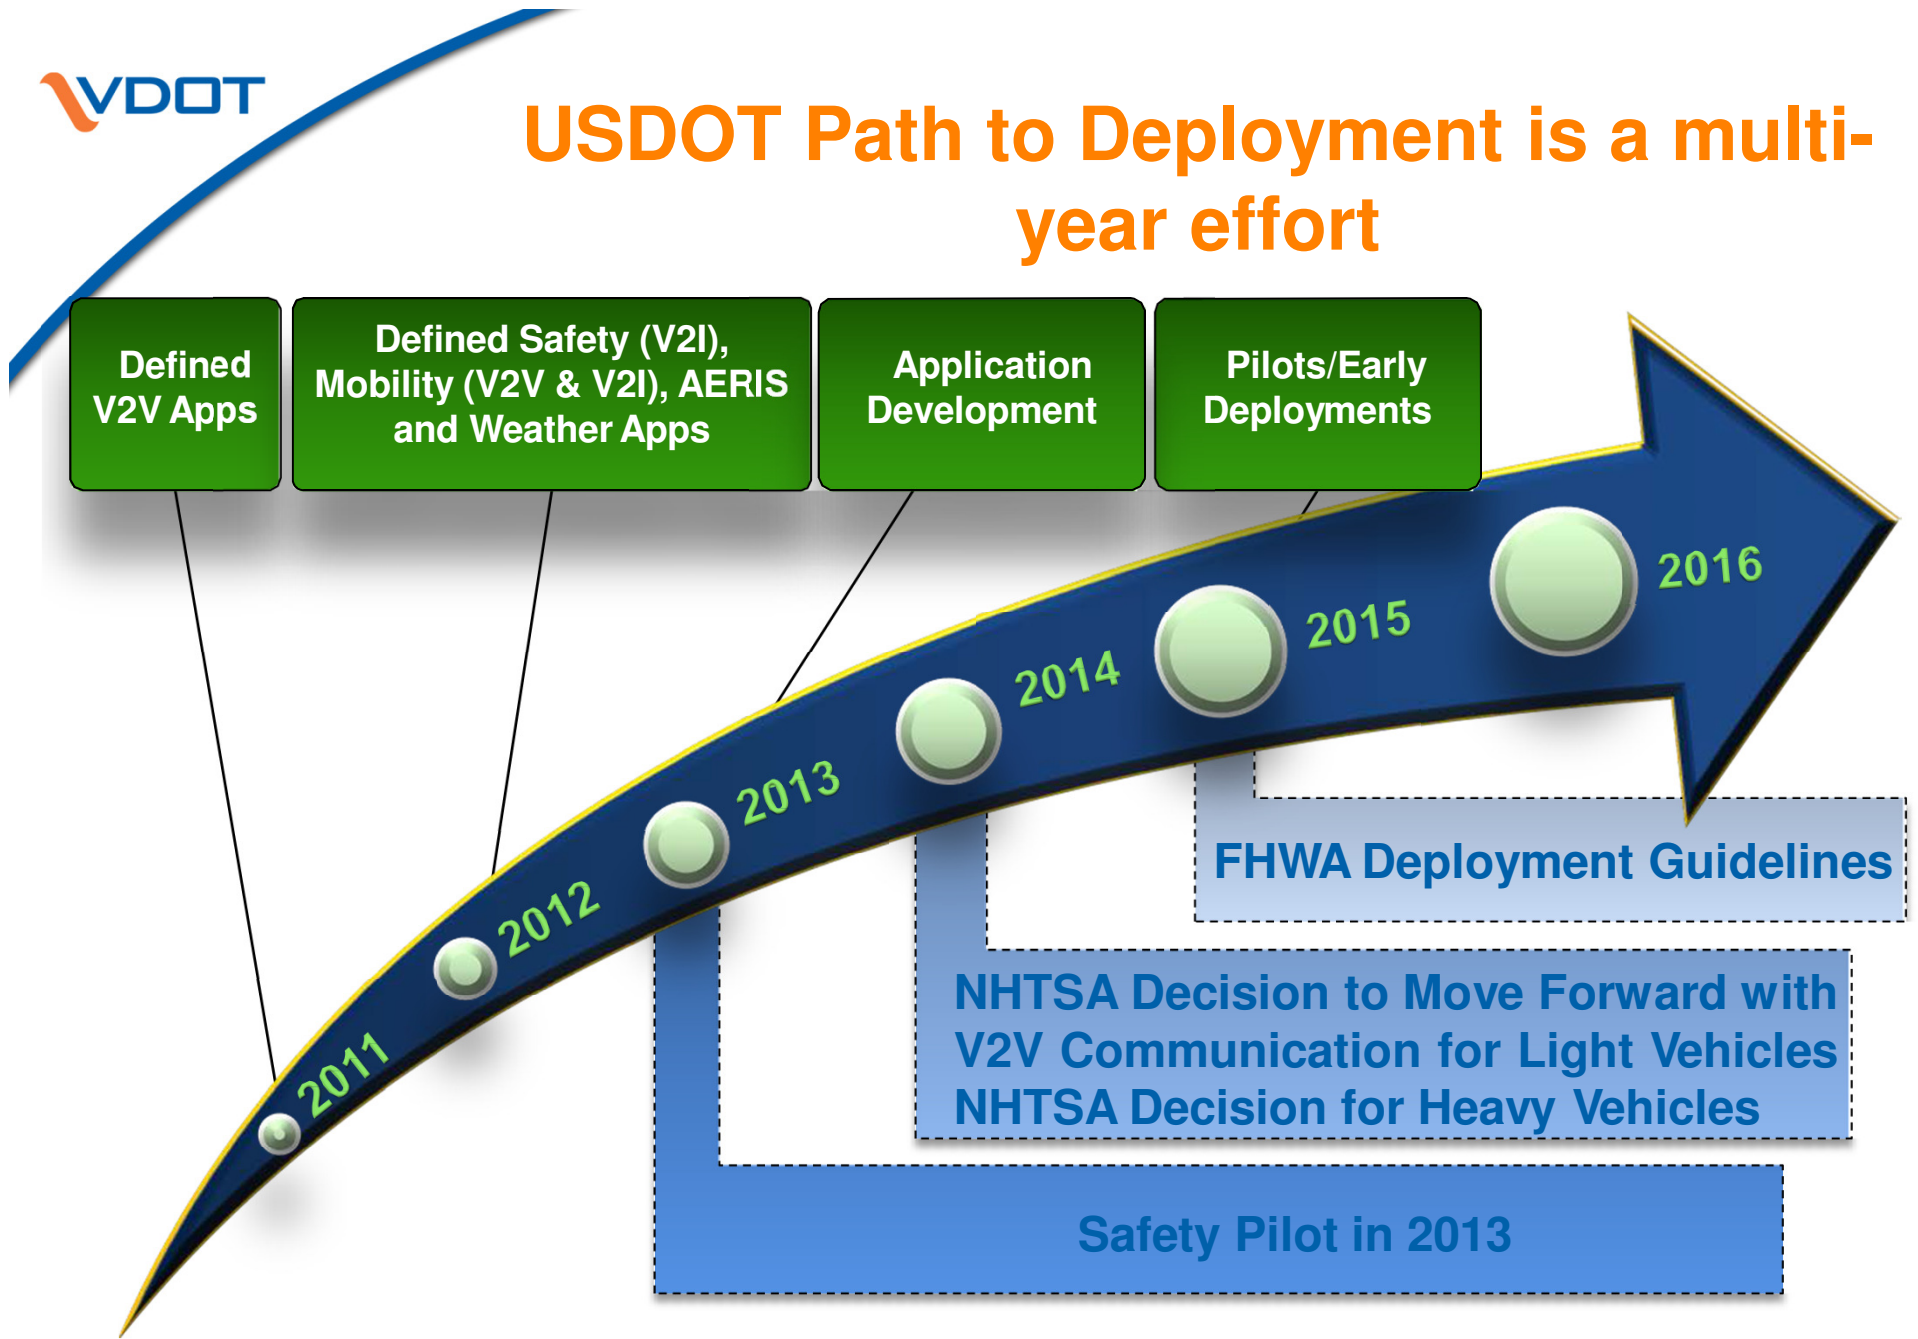 VDOT
USDOT Path to Deployment is a multi-
year effort
Defined
V2V Apps
Defined Safety (V2I),
Mobility (V2V & V2I), AERIS
and Weather Apps
Application
Development
Pilots/Early
Deployments
2016
2015
2014
2013
2012
2011
FHWA Deployment Guidelines
NHTSA Decision to Move Forward with
V2V Communication for Light Vehicles
NHTSA Decision for Heavy Vehicles
Safety Pilot in 2013